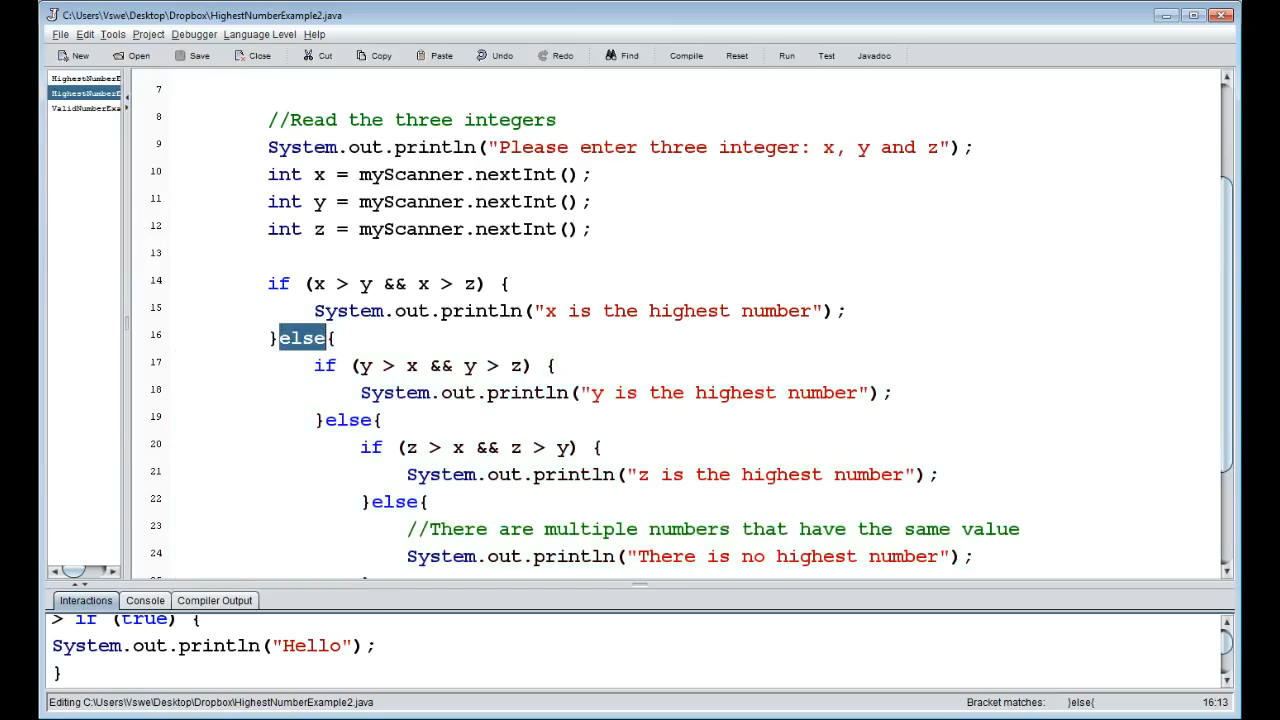 C:\Users\Vswe\Desktop\Dropbox\HighestNumberExample2.java
File Edit Tools Project Debugger Language Level Help
New Open Save Close Cut Copy Paste Undo Redo Find Compile Reset Run Test Javadoc
HighestNumberE
HighestNumberE
ValidNumberExa
7
8 //Read the three integers
9 System.out.println("Please enter three integer: x, y and z");
10 int x = myScanner.nextInt();
11 int y = myScanner.nextInt();
12 int z = myScanner.nextInt();
13
14 if (x > y && x > z) {
15 System.out.println("x is the highest number");
16 }else{
17 if (y > x && y > z) {
18 System.out.println("y is the highest number");
19 }else{
20 if (z > x && z > y) {
21 System.out.println("z is the highest number");
22 }else{
23 //There are multiple numbers that have the same value
24 System.out.println("There is no highest number");
Interactions Console Compiler Output
> if (true) {
System.out.println("Hello");
}
Editing C:\Users\Vswe\Desktop\Dropbox\HighestNumberExample2.java Bracket matches: }else{ 16:13